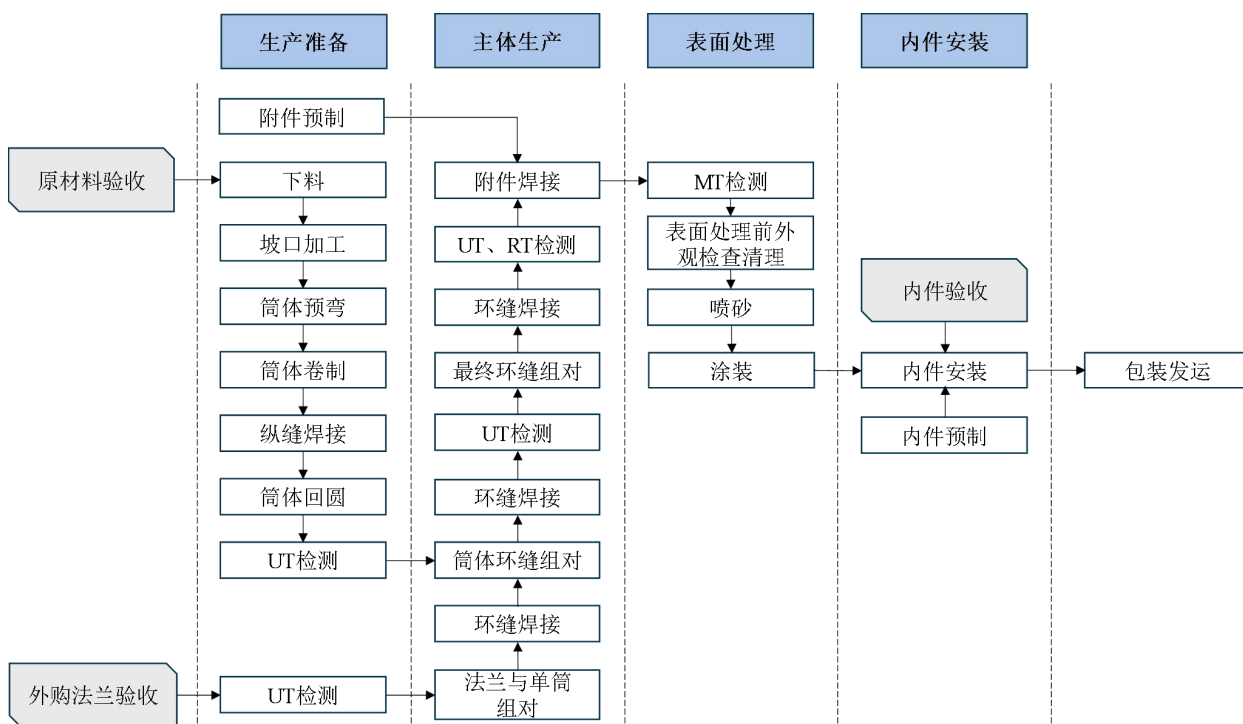 生产准备
主体生产
表面处理
内件安装
附件预制
原材料验收
下料
坡口加工
筒体预弯
筒体卷制
纵缝焊接
筒体回圆
UT检测
外购法兰验收
UT检测
附件焊接
UT、RT检测
环缝焊接
最终环缝组对
UT检测
环缝焊接
筒体环缝组对
环缝焊接
法兰与单筒
组对
MT检测
表面处理前外
观检查清理
喷砂
涂装
内件验收
内件安装
内件预制
包装发运